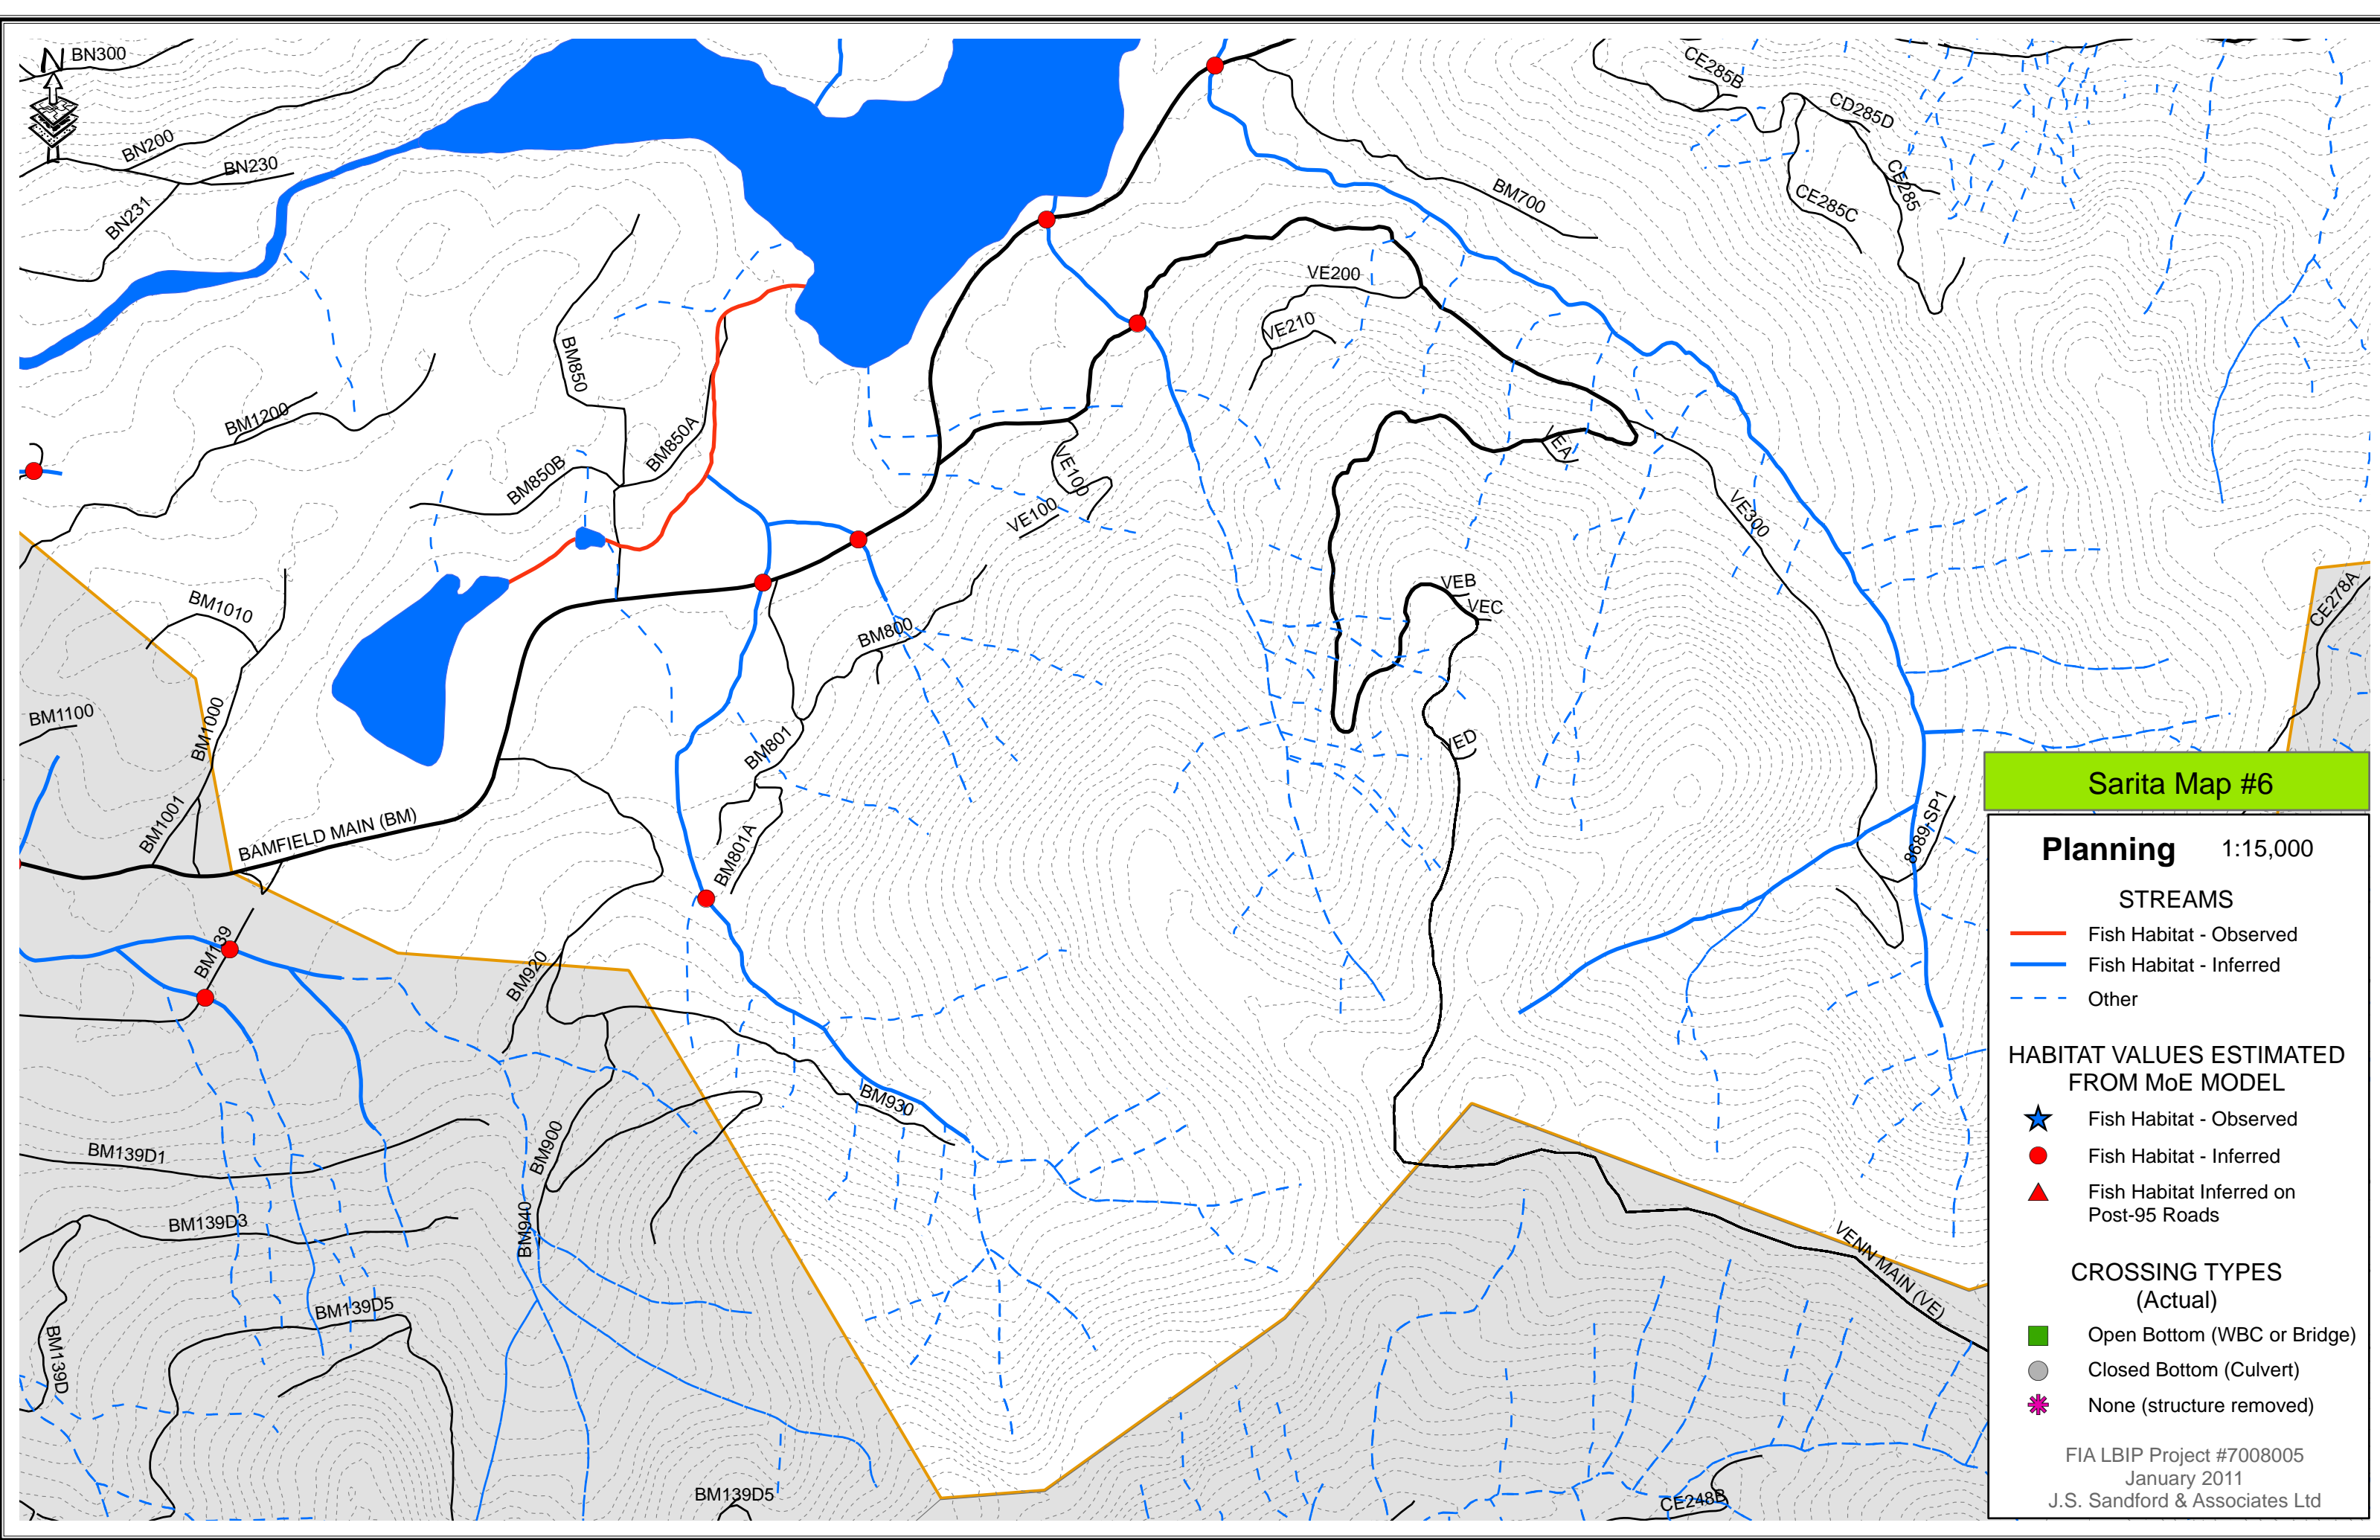 N
BN300
BN200
BN230
BN231
CE285B
CD285D
CE285
CE285C
BM700
VE200
VE210
BM850
BM1200
BM850A
BM850B
VE100
VE100
VEA
VE300
BM1010
BM800
VEB
VEC
CE278A
BM1100
BM1000
BM801
VED
BM1001
BAMFIELD MAIN (BM)
BM801A
8689-SP1
BM139
BM920
BM930
BM900
BM139D1
BM940
BM139D3
BM139D5
BM139D
VENN MAIN (VE)
BM139D5
CE248B
Sarita Map #6
Planning 1:15,000
STREAMS
Fish Habitat - Observed
Fish Habitat - Inferred
Other
HABITAT VALUES ESTIMATED
FROM MoE MODEL
Fish Habitat - Observed
Fish Habitat - Inferred
Fish Habitat Inferred on
Post-95 Roads
CROSSING TYPES
(Actual)
Open Bottom (WBC or Bridge)
Closed Bottom (Culvert)
None (structure removed)
FIA LBIP Project #7008005
January 2011
J.S. Sandford & Associates Ltd